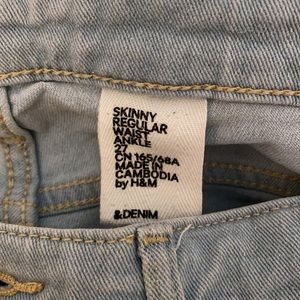 SKINNY
REGULAR
WAIST
ANKLE
27
CN 165/68A
MADE IN
CAMBODIA
by H&M
&DENIM